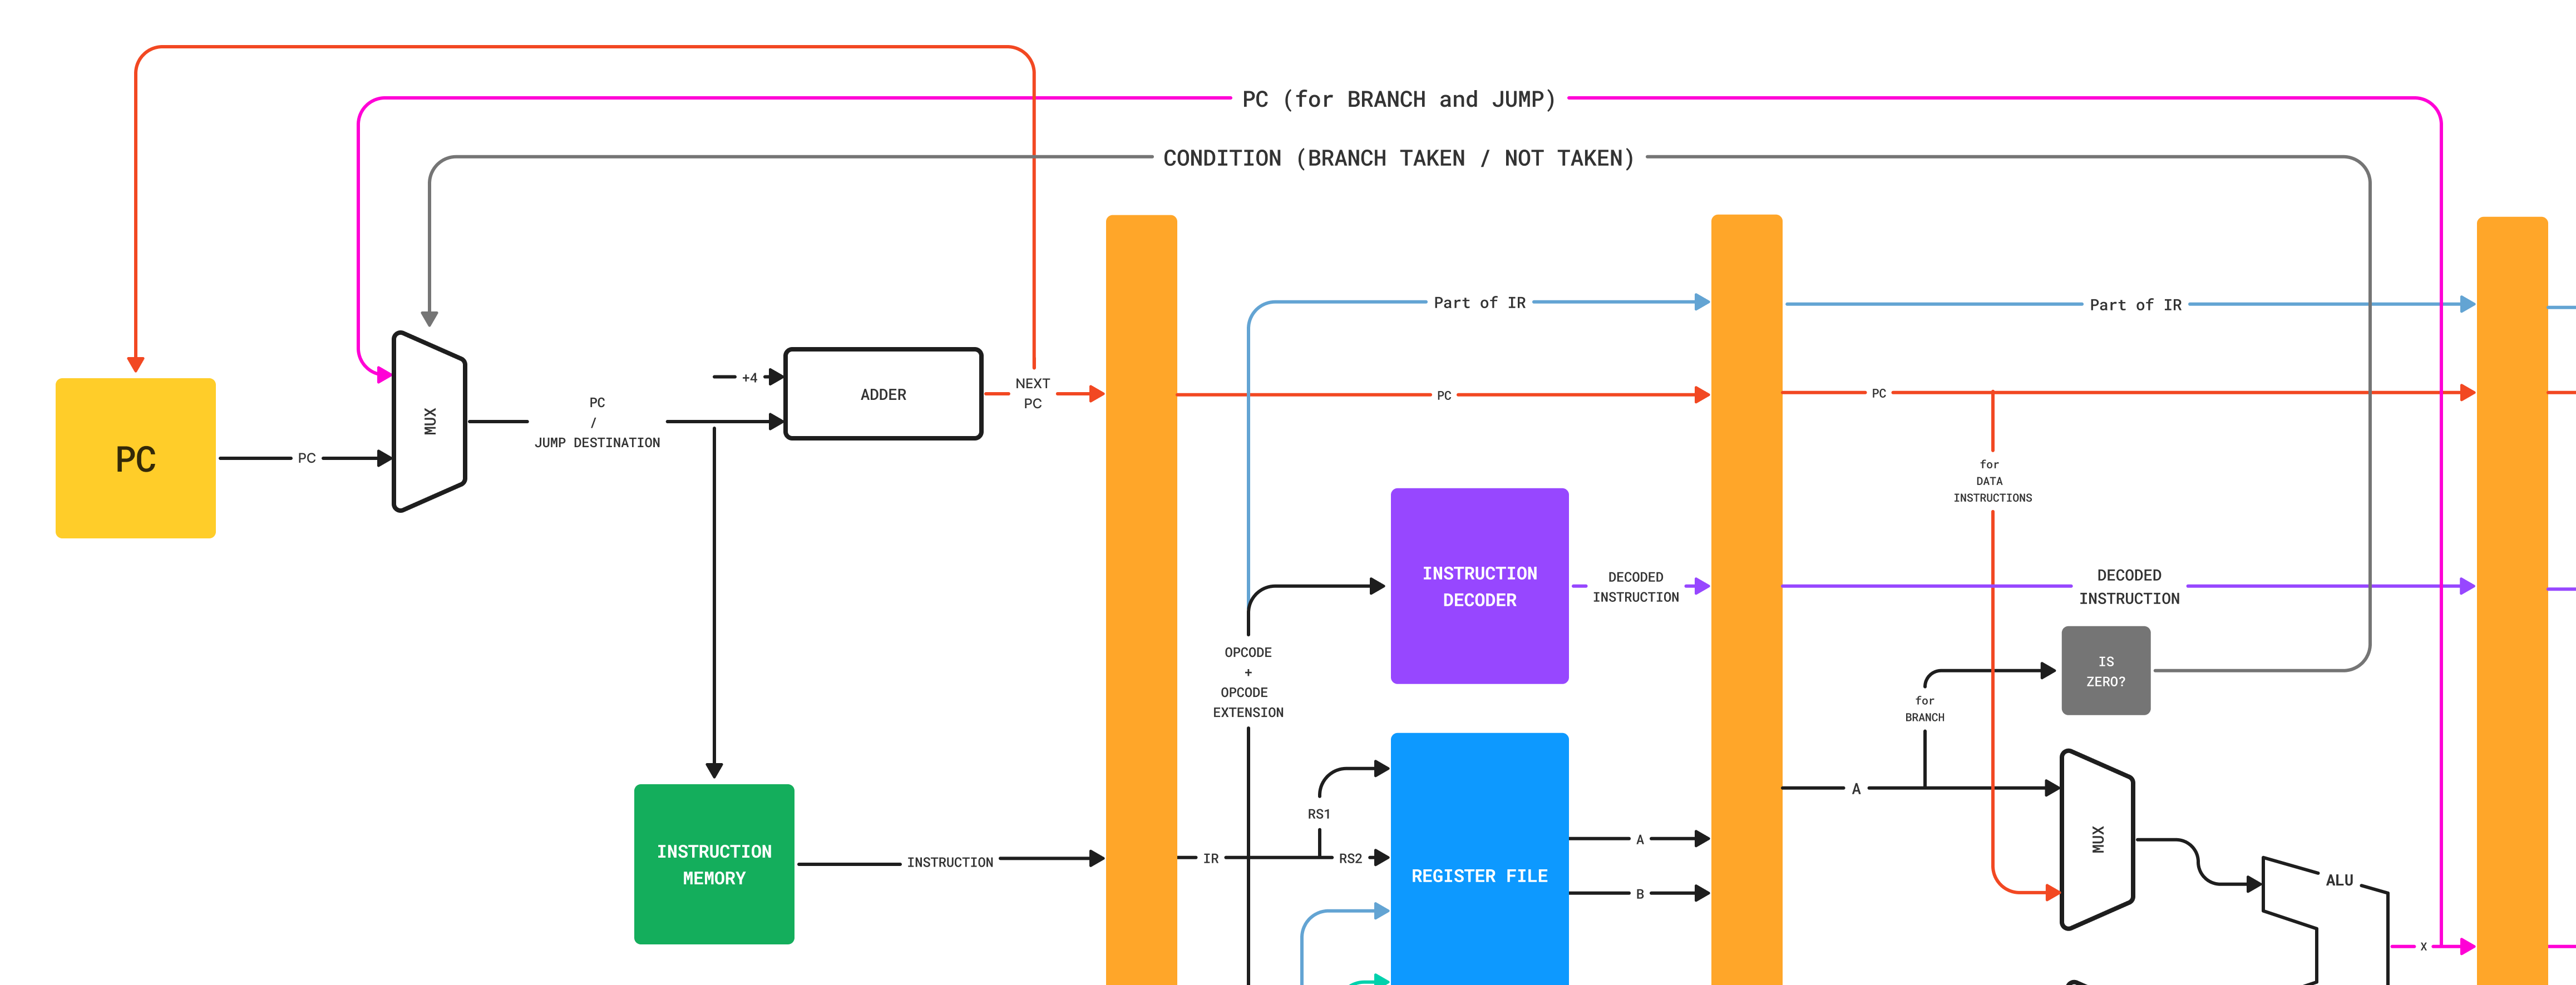 PC (for BRANCH and JUMP)
CONDITION (BRANCH TAKEN / NOT TAKEN)
Part of IR
Part of IR
PC
PC
MUX
PC
/
JUMP DESTINATION
+4
ADDER
NEXT
PC
PC
PC
for
DATA
INSTRUCTIONS
INSTRUCTION
DECODER
DECODED
INSTRUCTION
DECODED
INSTRUCTION
OPCODE
+
OPCODE
EXTENSION
IS
ZERO?
for
BRANCH
INSTRUCTION
MEMORY
INSTRUCTION
IR
RS1
RS2
REGISTER FILE
A
B
A
MUX
ALU
X